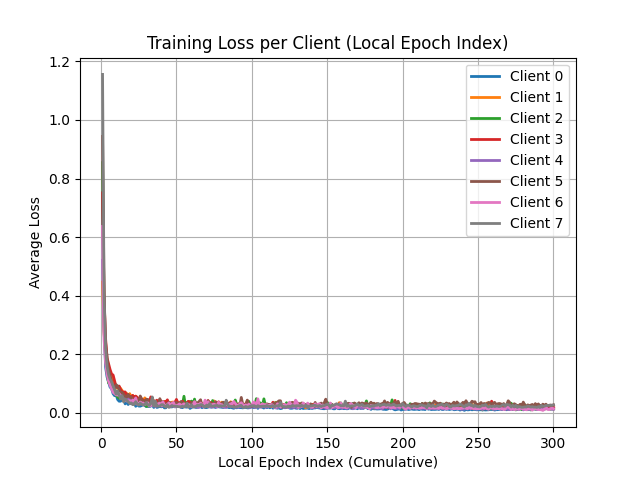 Training Loss per Client (Local Epoch Index)
1.2
1.0
0.8
0.6
0.4
0.2
0.0
Average Loss
Client 0
Client 1
Client 2
Client 3
Client 4
Client 5
Client 6
Client 7
0 50 100 150 200 250 300
Local Epoch Index (Cumulative)